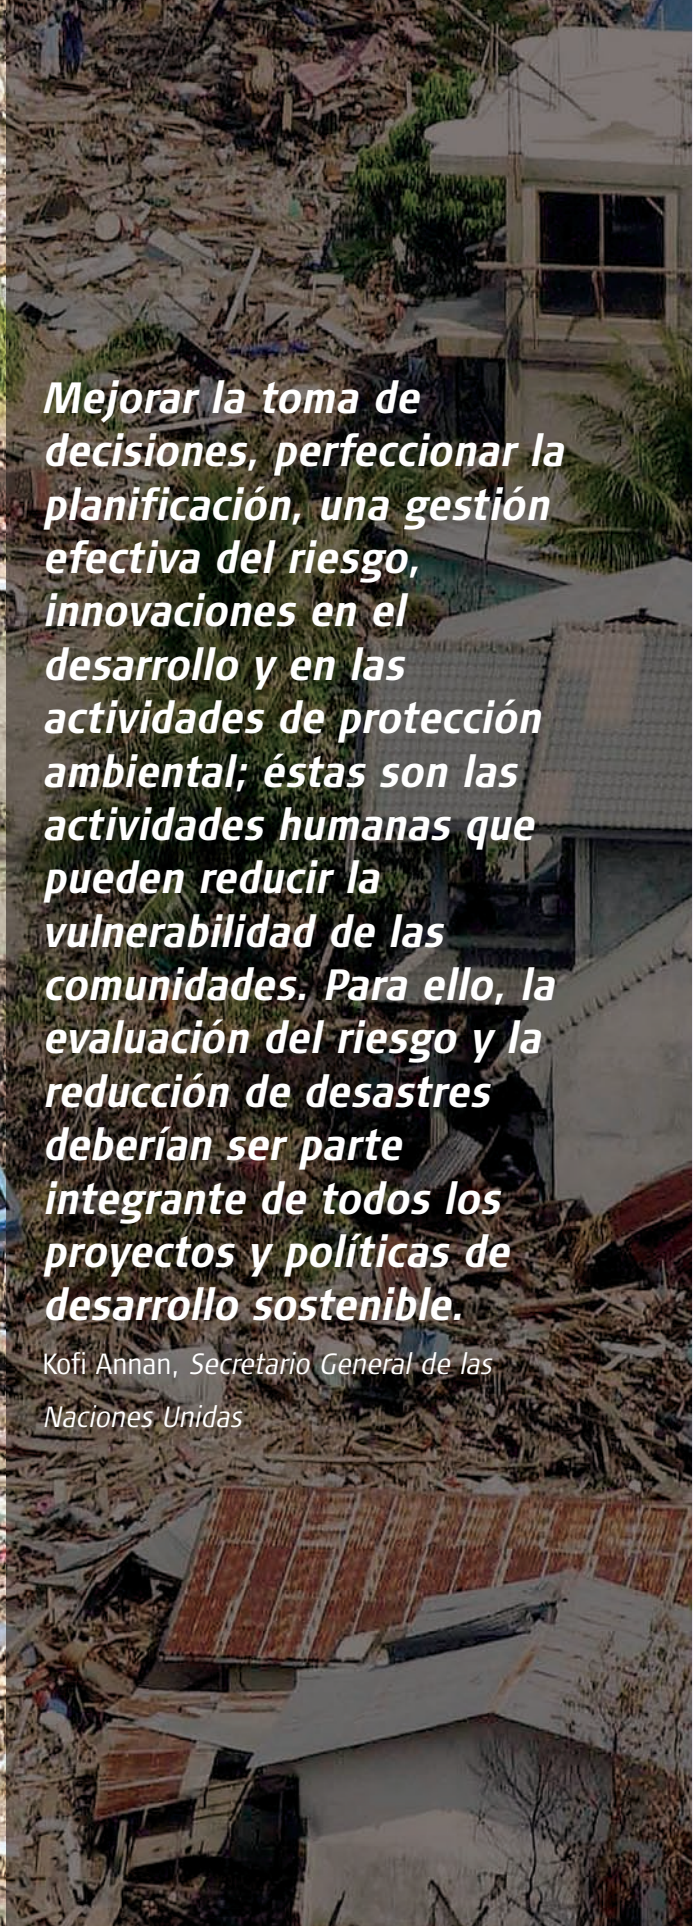 Mejorar la toma de
decisiones, perfeccionar la
planificación, una gestión
efectiva del riesgo,
innovaciones en el
desarrollo y en las
actividades de protección
ambiental; éstas son las
actividades humanas que
pueden reducir la
vulnerabilidad de las
comunidades. Para ello, la
evaluación del riesgo y la
reducción de desastres
deberían ser parte
integrante de todos los
proyectos y políticas de
desarrollo sostenible.
Kofi Annan, Secretario General de las
Naciones Unidas